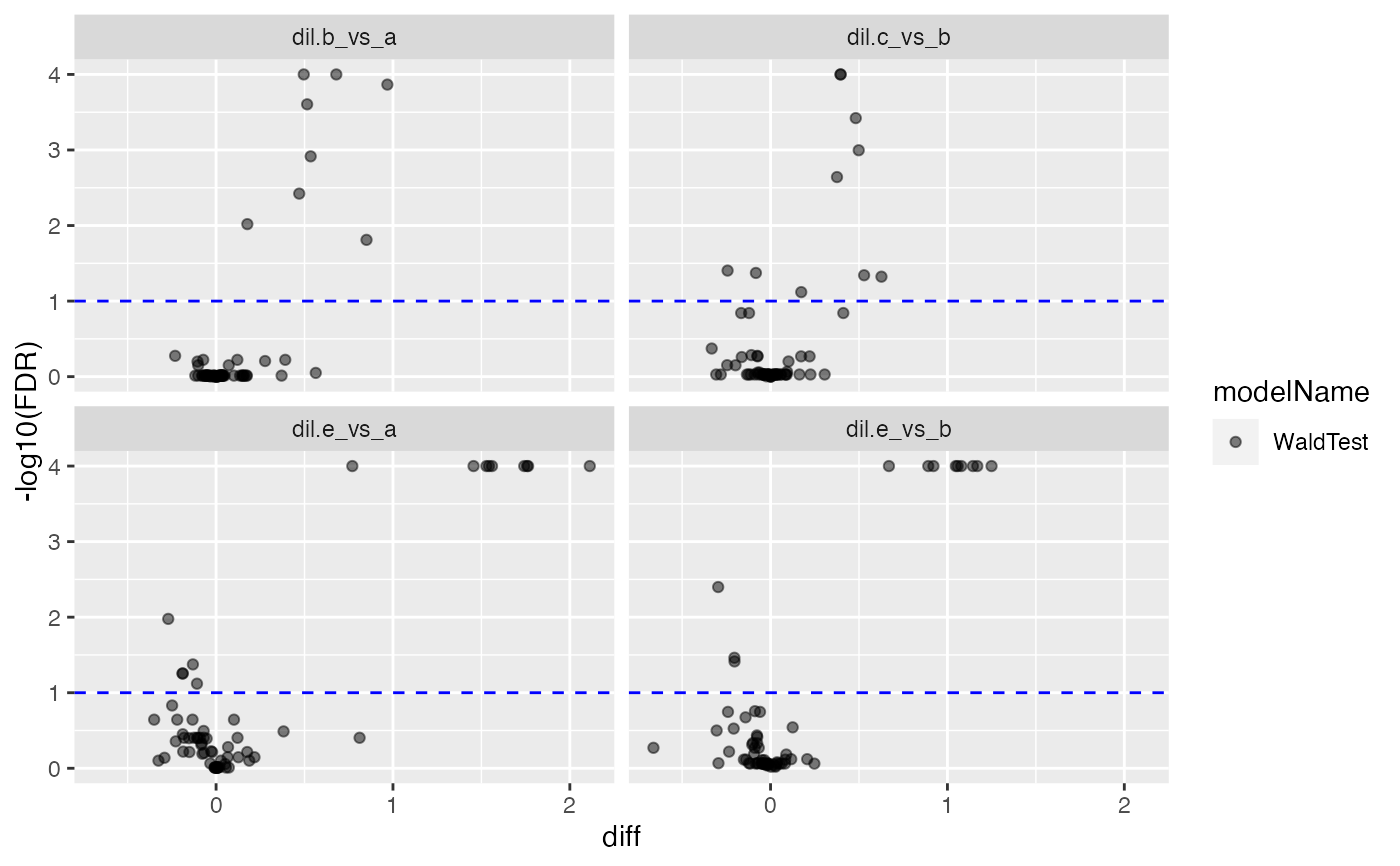 dil.b_vs_a
dil.c_vs_b
4
3
2
1
0
dil.e_vs_a
dil.e_vs_b
4
3
2
1
0
0
1
2
0
1
2
diff
-log10(FDR)
modelName
WaldTest